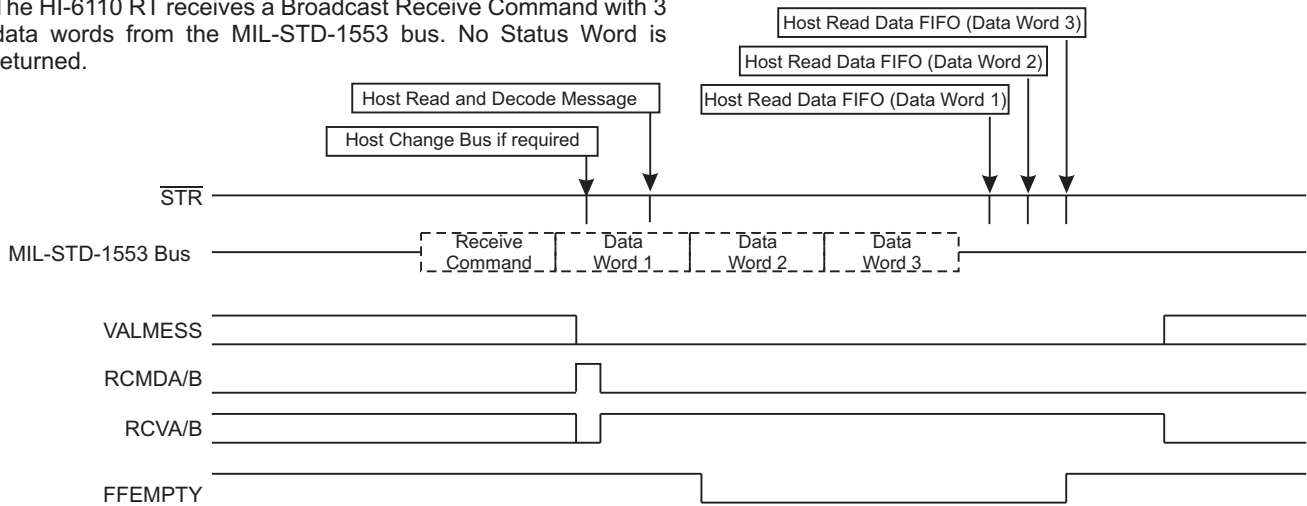 The HI-6110 RT receives a Broadcast Receive Command with 3
data words from the MIL-STD-1553 bus. No Status Word is
returned.
Host Read Data FIFO (Data Word 3)
Host Read Data FIFO (Data Word 2)
Host Read and Decode Message
Host Read Data FIFO (Data Word 1)
Host Change Bus if required
STR
MIL-STD-1553 Bus
Receive
Command
Data
Word 1
Data
Word 2
Data
Word 3
VALMESS
RCMDA/B
RCVA/B
FFEMPTY